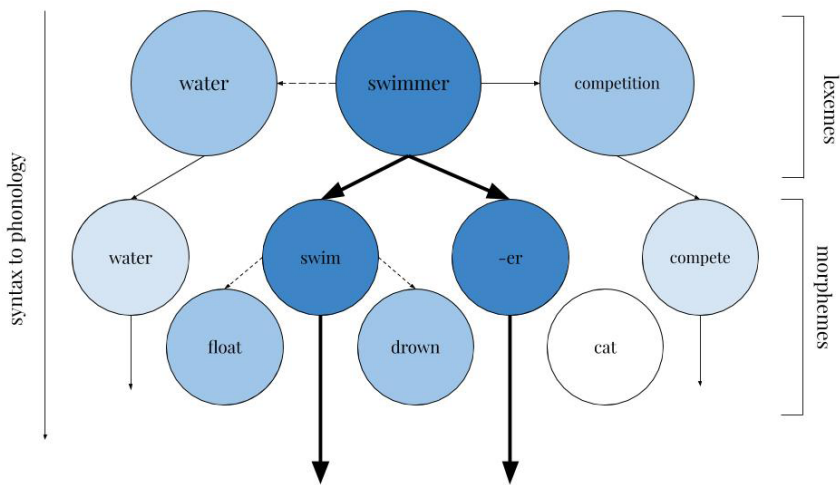 water
swimmer
competition
lexemes
syntax to phonology
water
swim
-er
compete
morphemes
float
drown
cat